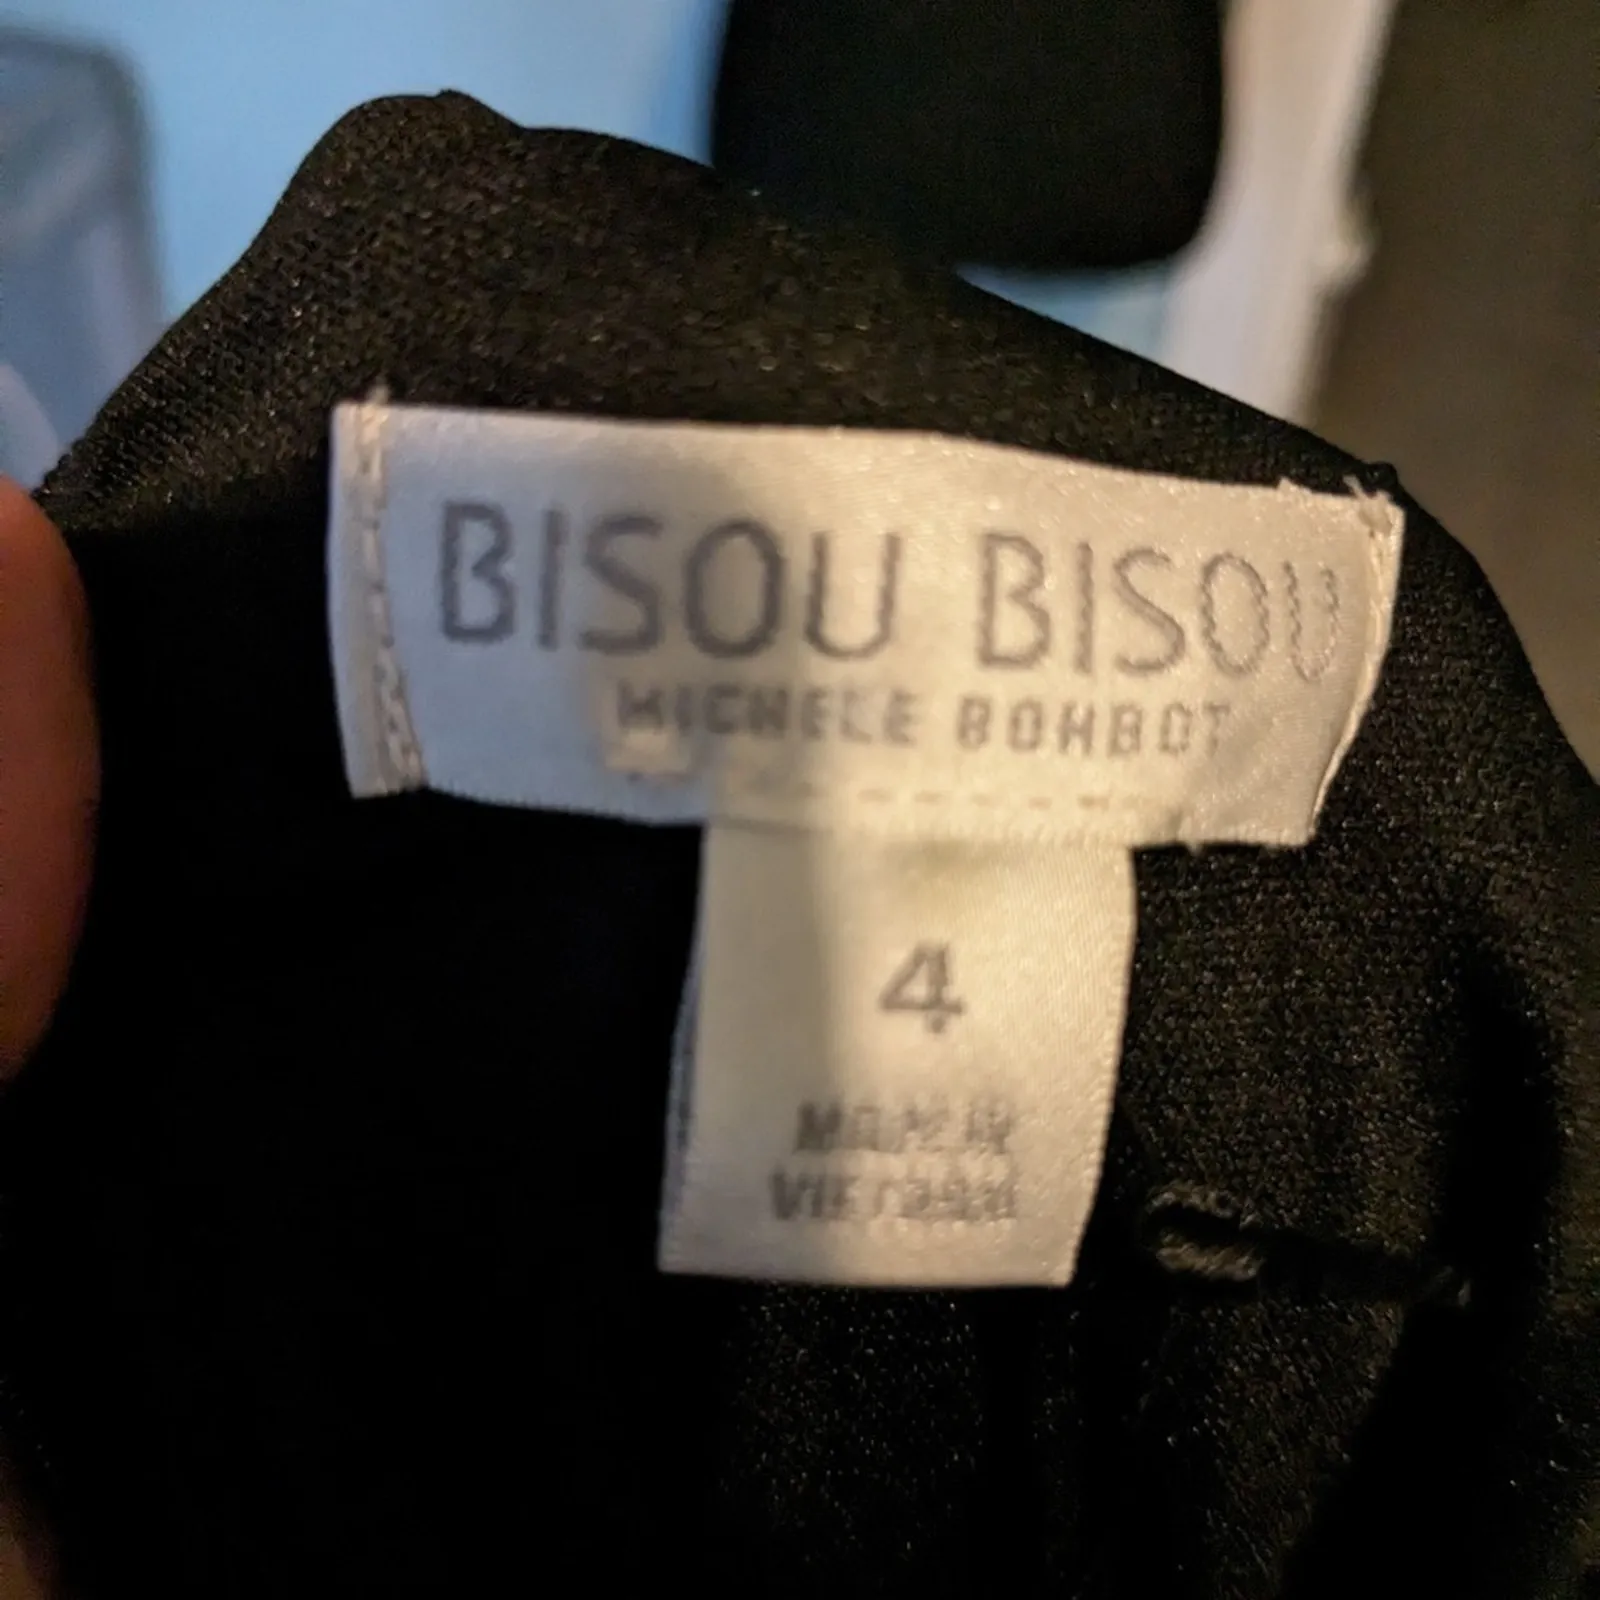 BISOU BISOU
MICHELE BOHBOT
4
MADE IN
VIETNAM